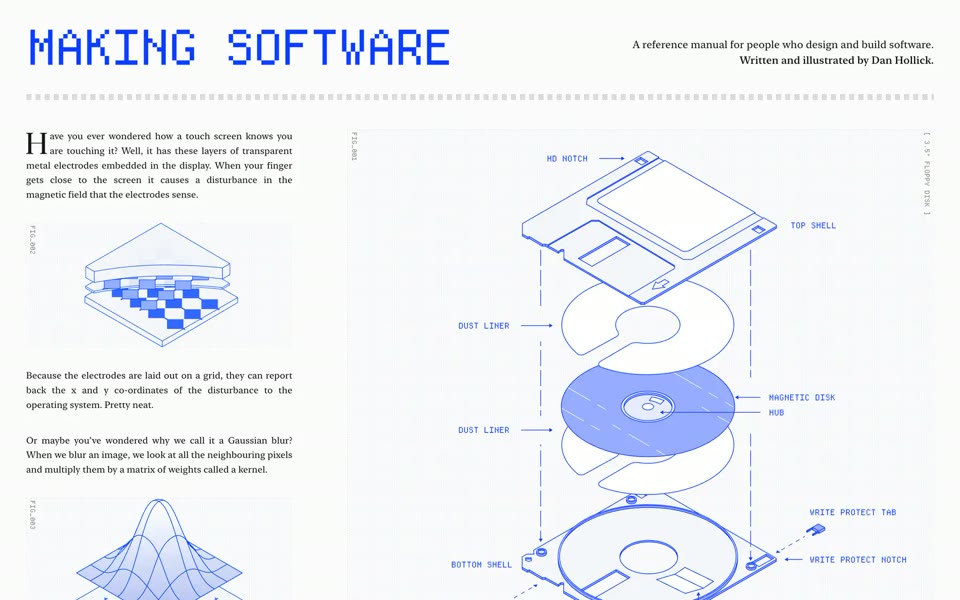 MAKING SOFTWARE
A reference manual for people who design and build software.
Written and illustrated by Dan Hollick.
Have you ever wondered how a touch screen knows you
are touching it? Well, it has these layers of transparent
metal electrodes embedded in the display. When your finger
gets close to the screen it causes a disturbance in the
magnetic field that the electrodes sense.
FIG_002
Because the electrodes are laid out on a grid, they can report
back the x and y co-ordinates of the disturbance to the
operating system. Pretty neat.
Or maybe you've wondered why we call it a Gaussian blur?
When we blur an image, we look at all the neighbouring pixels
and multiply them by a matrix of weights called a kernel.
FIG_003
FIG_001
[ 3.5" FLOPPY DISK ]
HD NOTCH
TOP SHELL
DUST LINER
MAGNETIC DISK
HUB
DUST LINER
WRITE PROTECT TAB
WRITE PROTECT NOTCH
BOTTOM SHELL